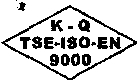 K - Q
TSE-ISO-EN
9000